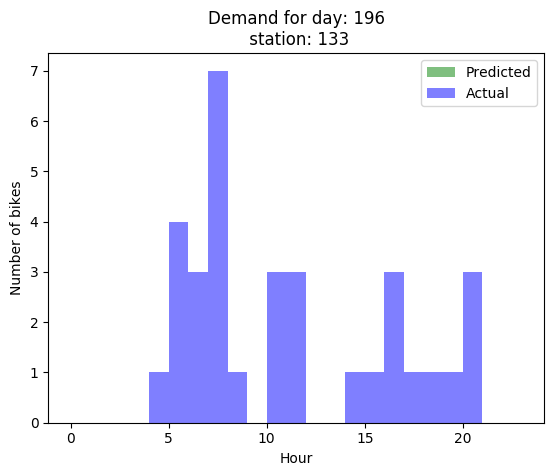 Demand for day: 196
station: 133
Predicted
Actual
Number of bikes
7
6
5
4
3
2
1
0
0 5 10 15 20
Hour